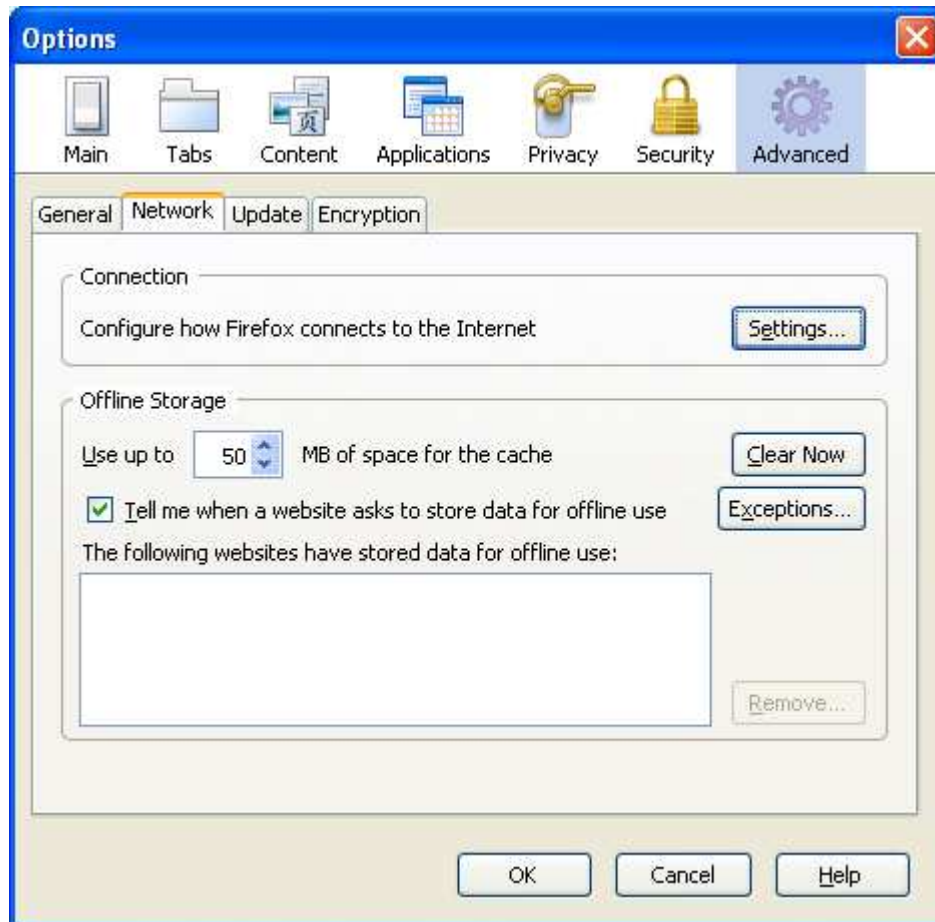 Options
页
Main Tabs Content Applications Privacy Security Advanced
General Network Update Encryption
Connection
Configure how Firefox connects to the Internet Settings...
Offline Storage
Use up to 50 MB of space for the cache Clear Now
Tell me when a website asks to store data for offline use Exceptions...
The following websites have stored data for offline use:
Remove...
OK Cancel Help